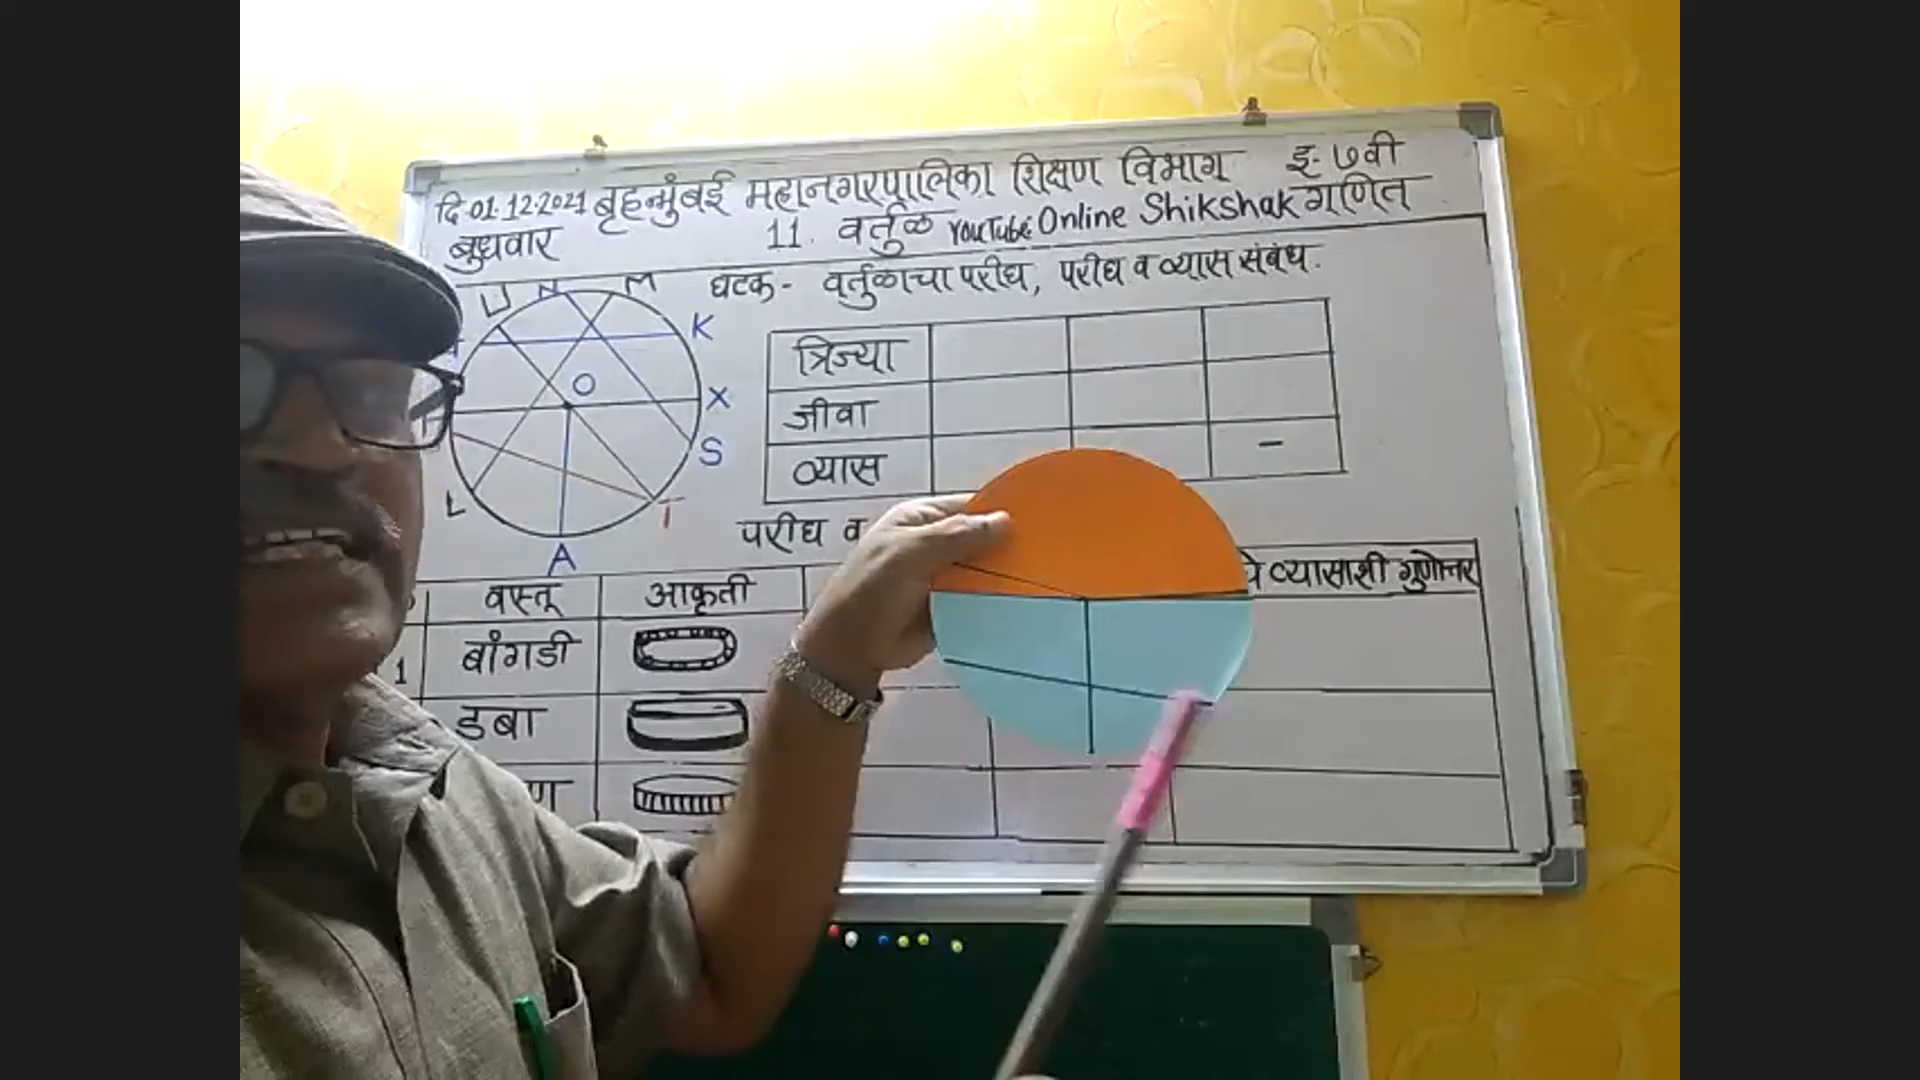 दि-01-12-2021 बृहन्मुंबई महानगरपालिका शिक्षण विभाग इ-७वी
बुधवार 11. वर्तुळ YouTube: Online Shikshak गणित
घटक - वर्तुळाचा परीघ, परीघ व व्यास संबंध.
U N M
K
O
X
S
L
T
A
त्रिज्या
जीवा
व्यास -
परीघ व
वस्तू आकृती व्यासाशी गुणोत्तर
1 बांगडी
डबा